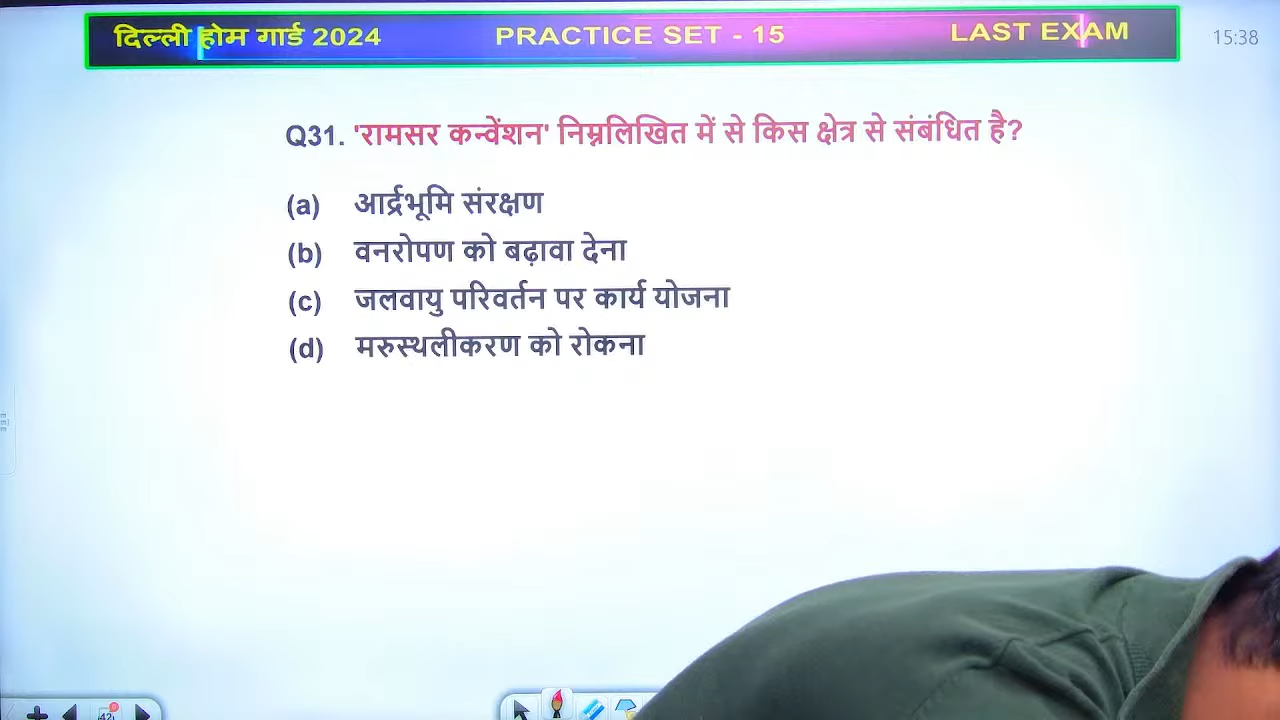 दिल्ली होम गार्ड 2024 PRACTICE SET - 15 LAST EXAM
15:38
Q31. 'रामसर कन्वेंशन' निम्नलिखित में से किस क्षेत्र से संबंधित है?
(a) आर्द्रभूमि संरक्षण
(b) वनरोपण को बढ़ावा देना
(c) जलवायु परिवर्तन पर कार्य योजना
(d) मरुस्थलीकरण को रोकना
42